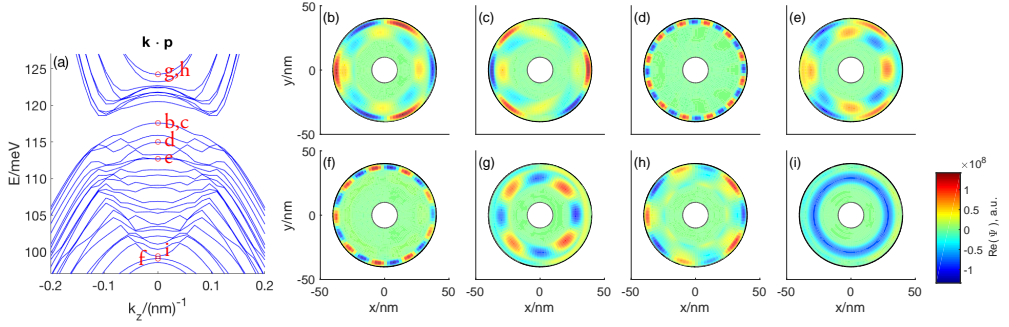 k · p
(a)
g,h
b,c
d
e
f
i
125
120
115
110
105
100
E/meV
-0.2
-0.1
0
0.1
0.2
k_z/(nm)^-1
(b)
(c)
(d)
(e)
50
0
-50
y/nm
(f)
(g)
(h)
(i)
50
0
-50
y/nm
-50
0
50
x/nm
-50
0
50
x/nm
-50
0
50
x/nm
-50
0
50
x/nm
×10^8
1
0.5
0
-0.5
-1
Re(Ψ), a.u.